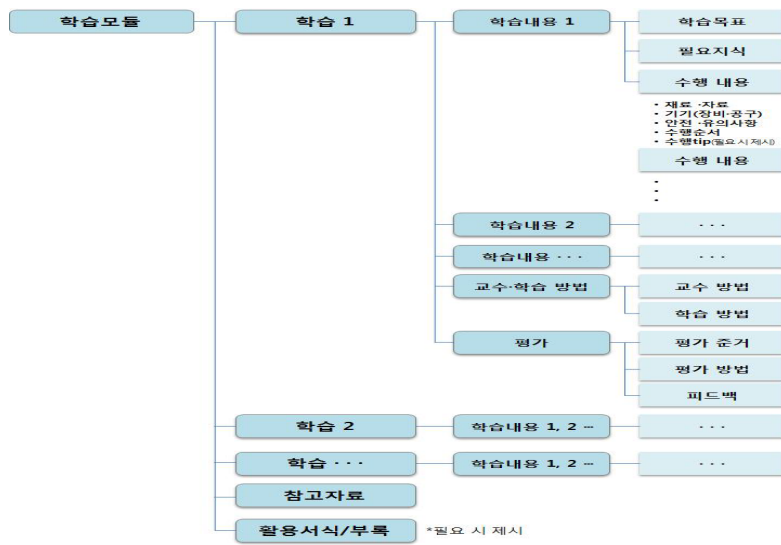 학습모듈
학습 1
학습내용 1
학습목표
필요지식
수행 내용
• 재료 ·자료
• 기기(장비·공구)
• 안전 ·유의사항
• 수행순서
• 수행tip(필요 시 제시)
수행 내용
•
•
•
학습내용 2
· · ·
학습내용 · · ·
· · ·
교수·학습 방법
교수 방법
학습 방법
평가
평가 준거
평가 방법
피드백
학습 2
학습내용 1, 2 ···
· · ·
학습 · · ·
학습내용 1, 2 ···
· · ·
참고자료
활용서식/부록
*필요 시 제시